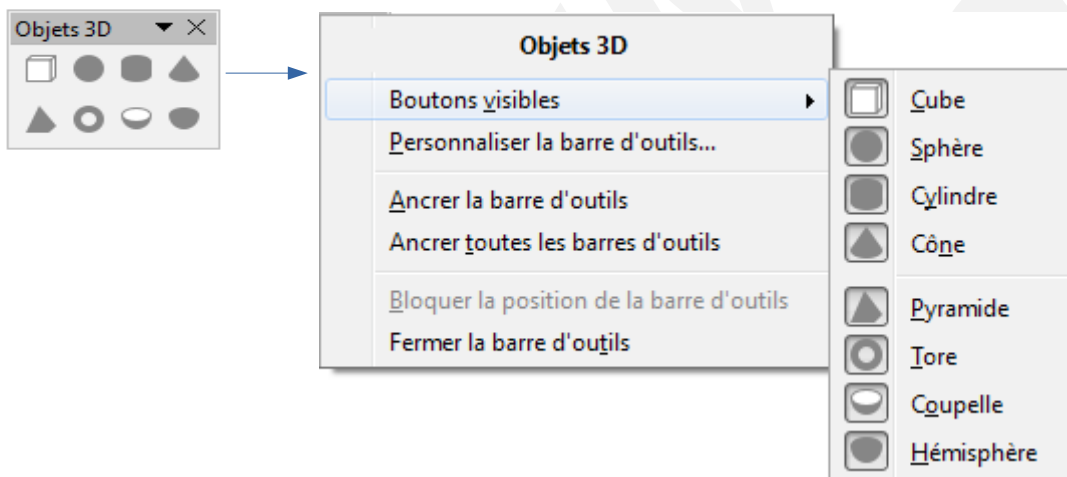 Objets 3D
Objets 3D
Boutons visibles
Personnaliser la barre d'outils...
Ancrer la barre d'outils
Ancrer toutes les barres d'outils
Bloquer la position de la barre d'outils
Fermer la barre d'outils
Cube
Sphère
Cylindre
Cône
Pyramide
Tore
Coupelle
Hémisphère